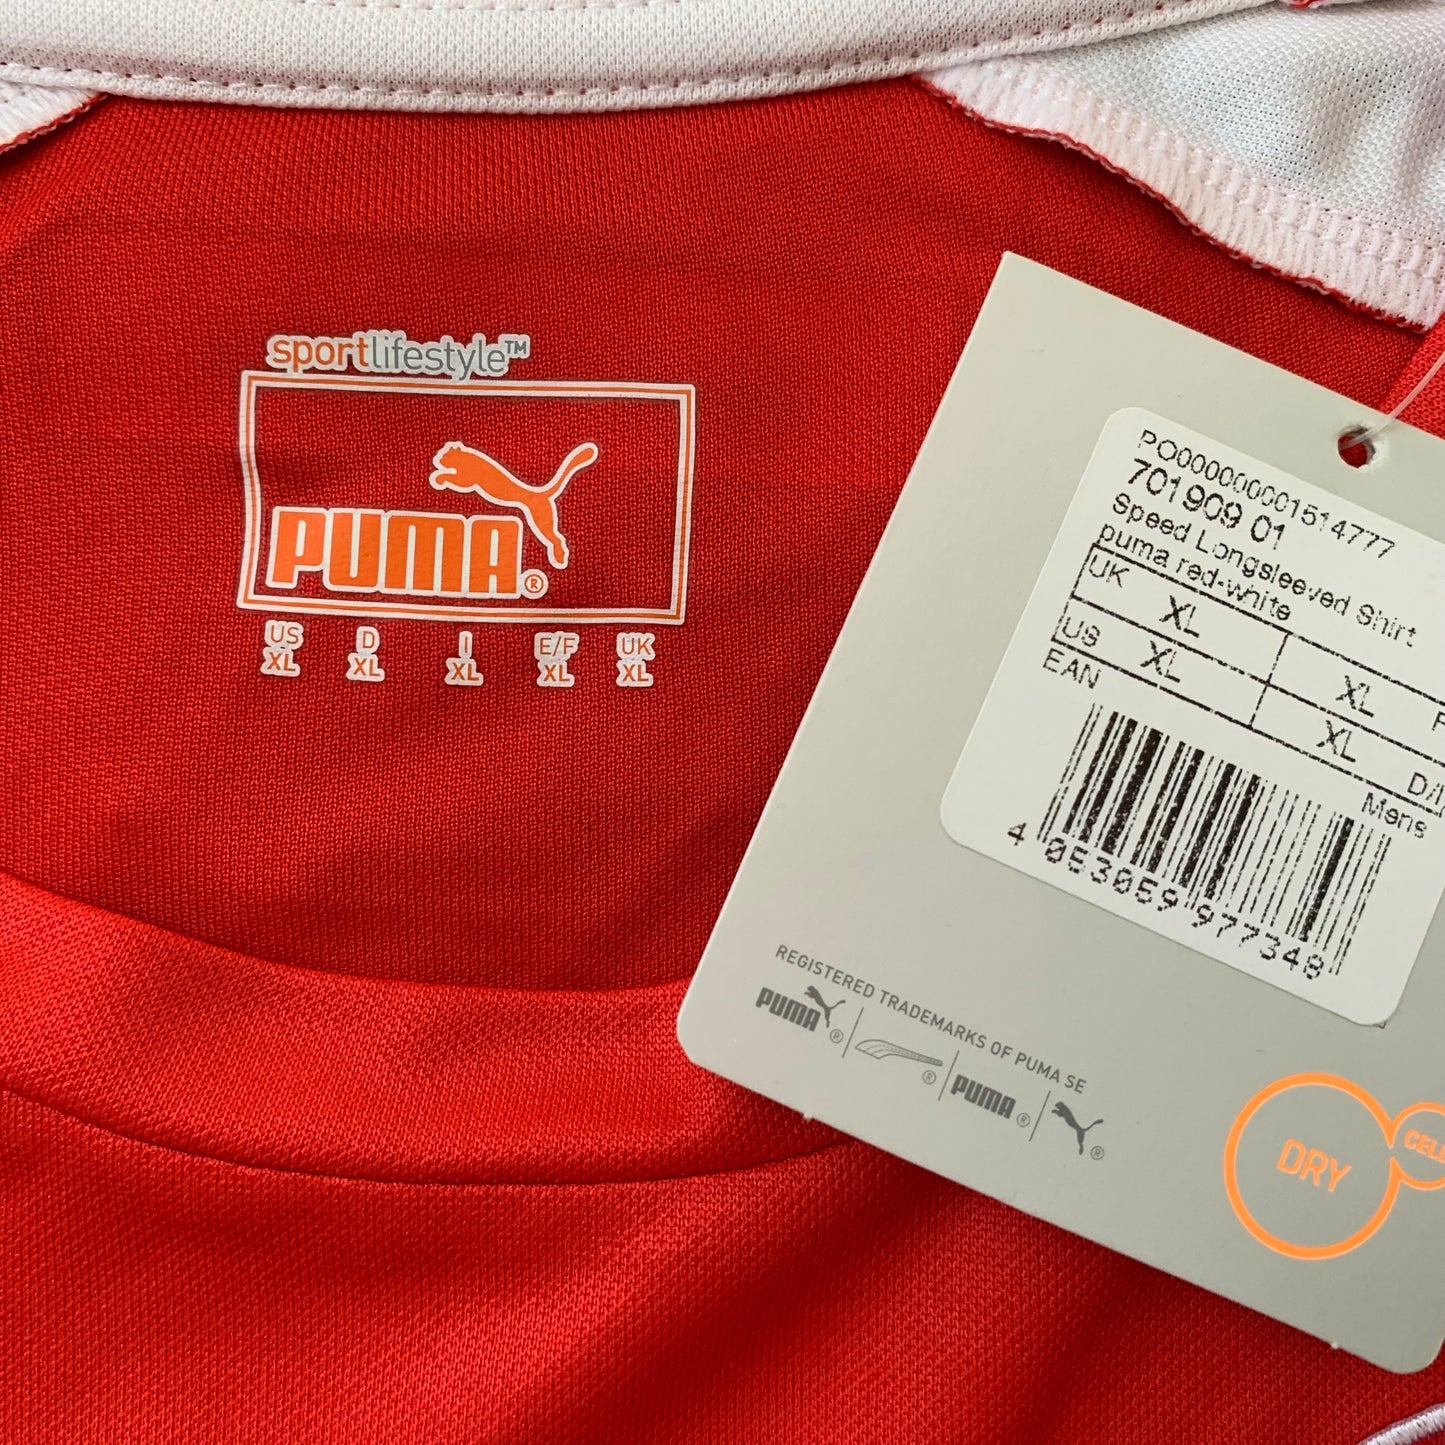 sportlifestyle™
PUMA®
US D I E/F UK
XL XL XL XL XL
PO000000001514777
701909 01
Speed Longsleeved Shirt
puma red-white
UK XL XL F
US XL XL D/I
EAN Mens
4 053059 977348
REGISTERED TRADEMARKS OF PUMA SE
PUMA® ® PUMA® ®
DRY CELL